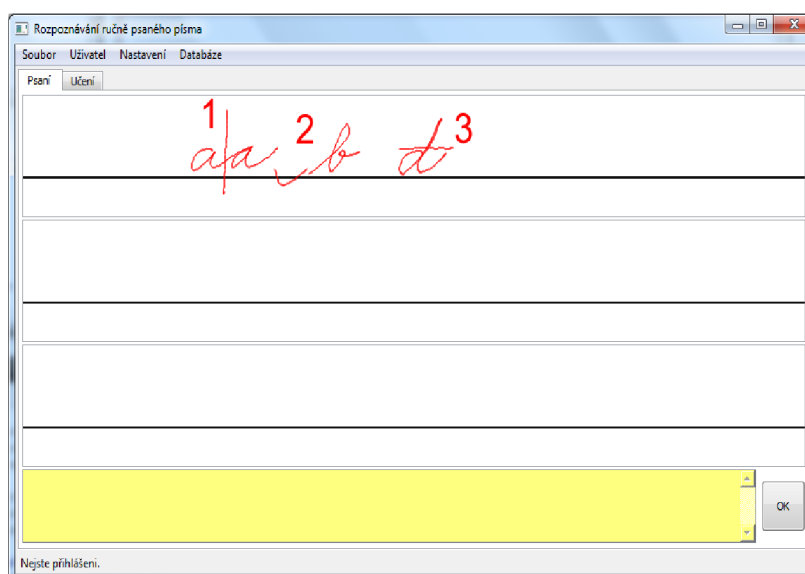 Rozpoznávání ručně psaného písma
Soubor Uživatel Nastavení Databáze
Psaní Učení
1 2 3
a a b d
OK
Nejste přihlášeni.